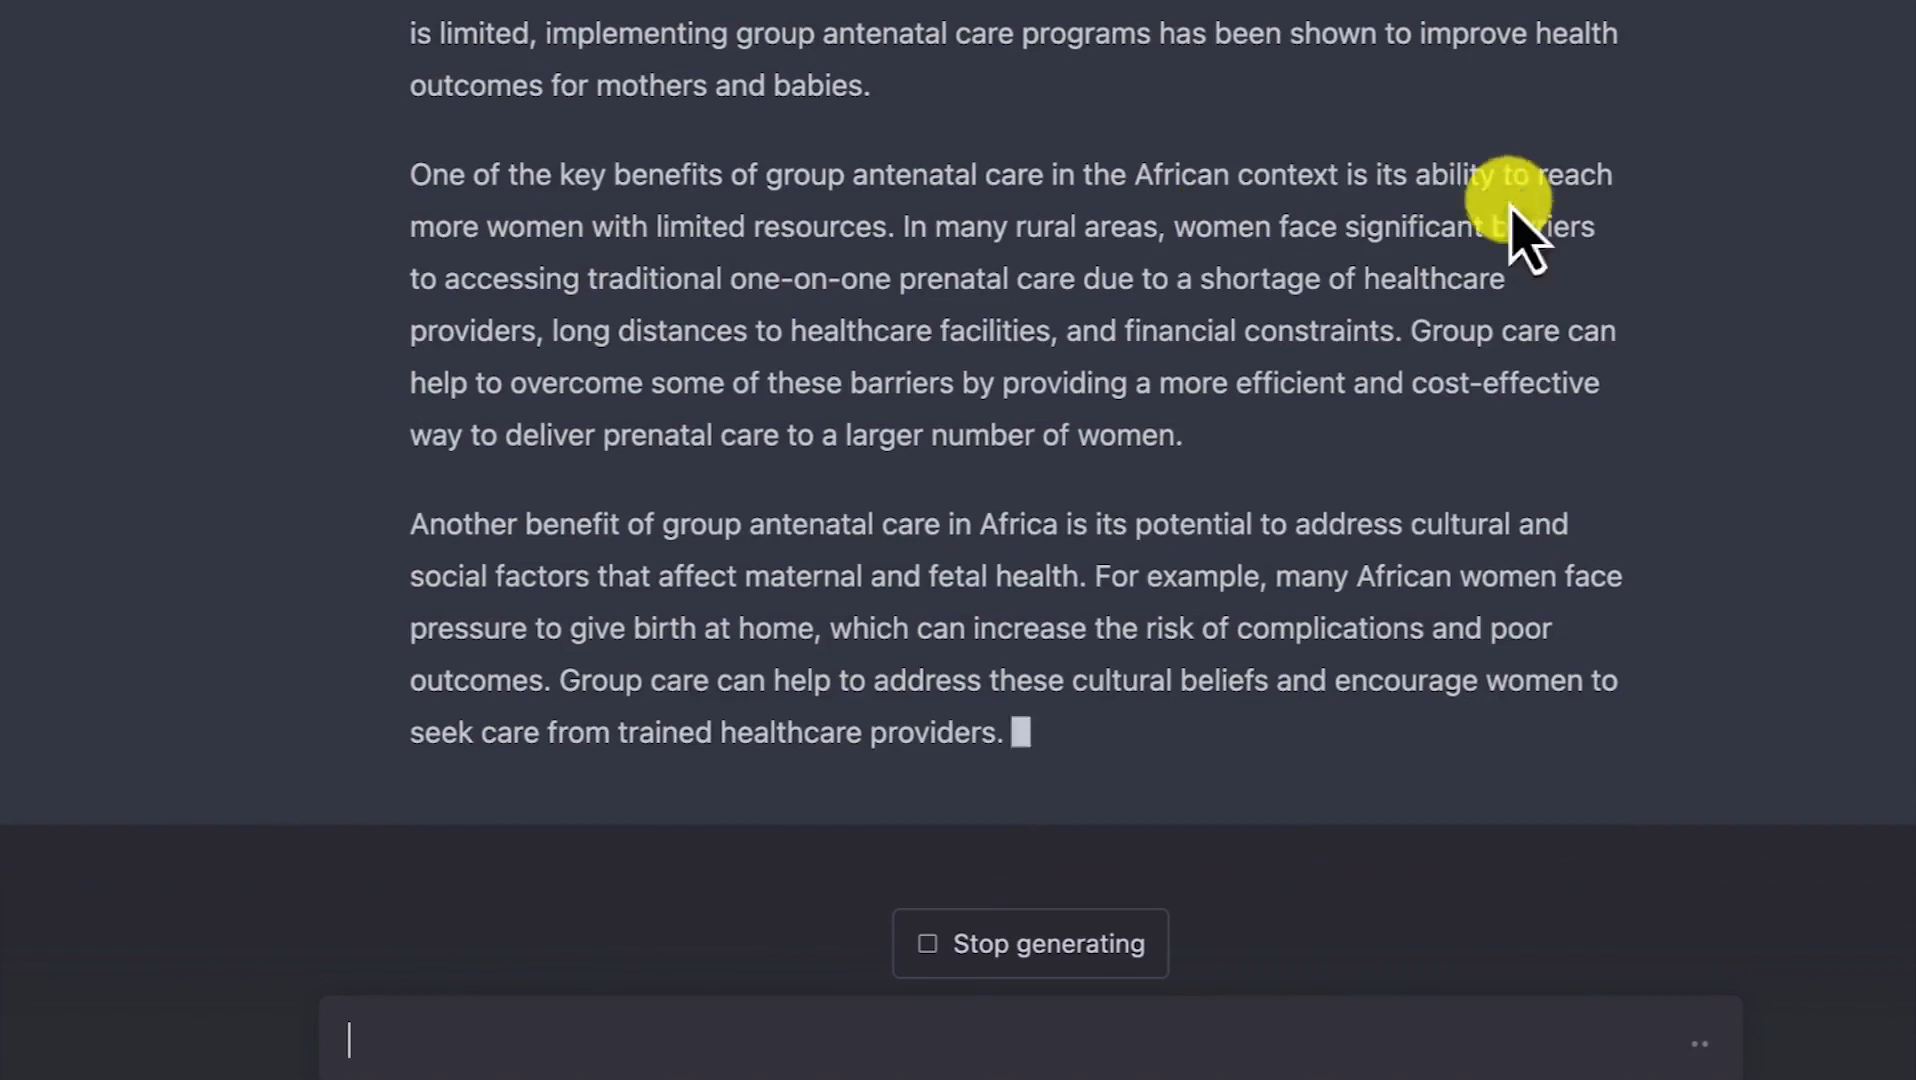 is limited, implementing group antenatal care programs has been shown to improve health
outcomes for mothers and babies.
One of the key benefits of group antenatal care in the African context is its ability to reach
more women with limited resources. In many rural areas, women face significant barriers
to accessing traditional one-on-one prenatal care due to a shortage of healthcare
providers, long distances to healthcare facilities, and financial constraints. Group care can
help to overcome some of these barriers by providing a more efficient and cost-effective
way to deliver prenatal care to a larger number of women.
Another benefit of group antenatal care in Africa is its potential to address cultural and
social factors that affect maternal and fetal health. For example, many African women face
pressure to give birth at home, which can increase the risk of complications and poor
outcomes. Group care can help to address these cultural beliefs and encourage women to
seek care from trained healthcare providers.
Stop generating